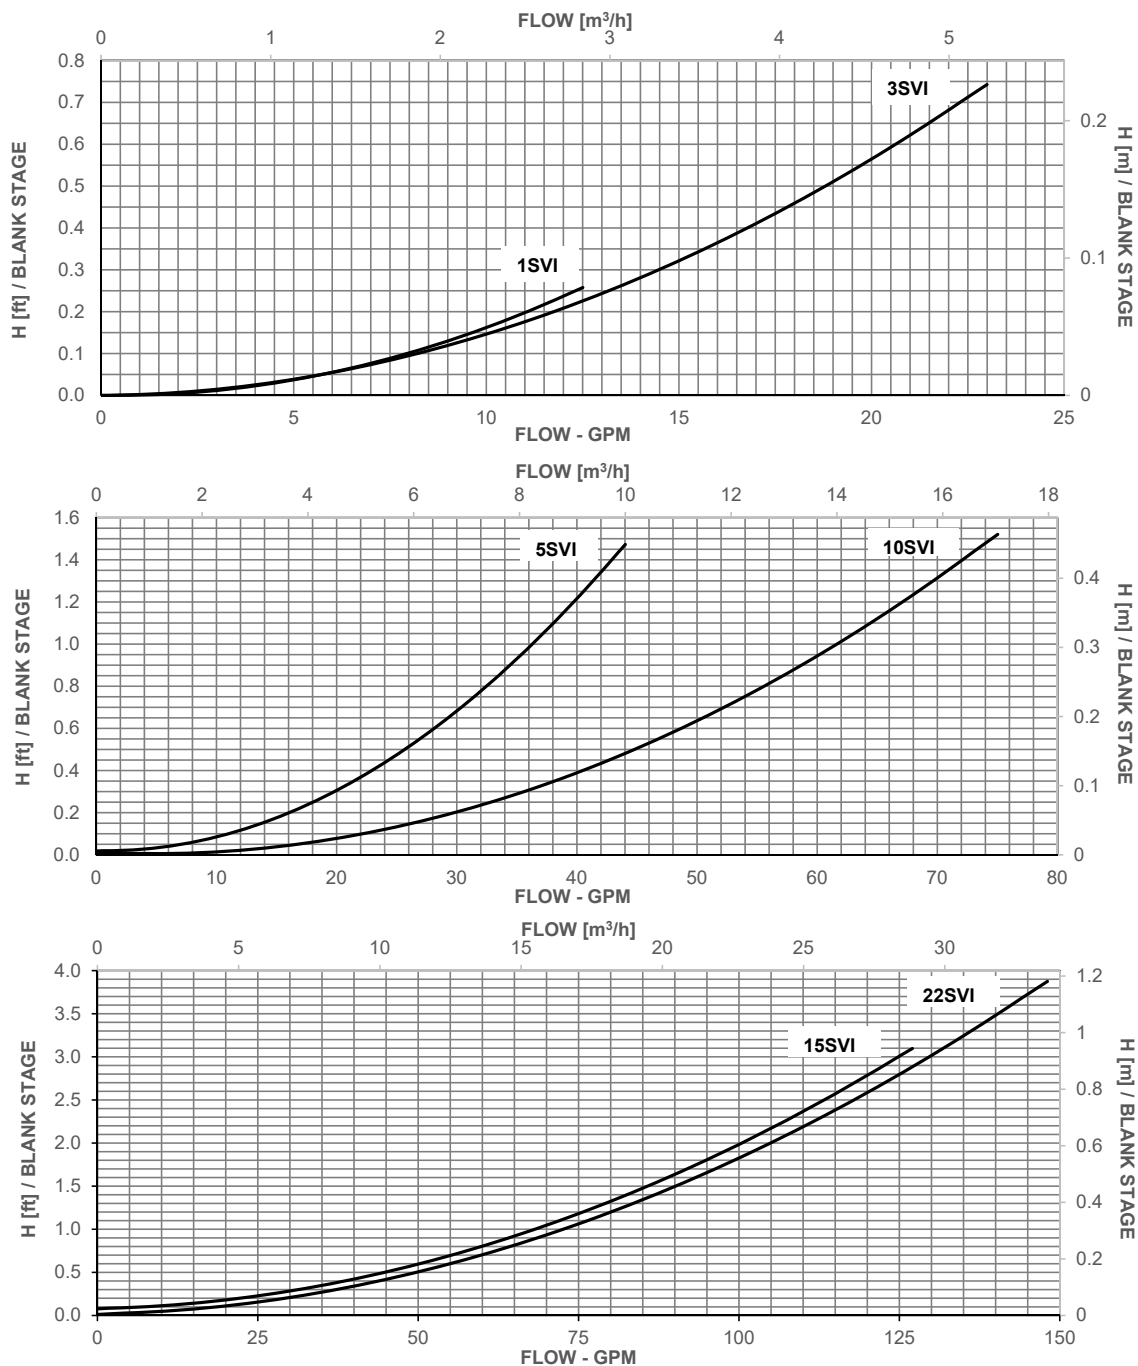 FLOW [m³/h]
0 1 2 3 4 5
0.8
0.7
0.6
0.5
0.4
0.3
0.2
0.1
0.0
H [ft] / BLANK STAGE
3SVI
1SVI
0.2
0.1
0
H [m] / BLANK STAGE
0 5 10 15 20 25
FLOW - GPM
FLOW [m³/h]
0 2 4 6 8 10 12 14 16 18
1.6
1.4
1.2
1.0
0.8
0.6
0.4
0.2
0.0
H [ft] / BLANK STAGE
5SVI
10SVI
0.4
0.3
0.2
0.1
0
H [m] / BLANK STAGE
0 10 20 30 40 50 60 70 80
FLOW - GPM
FLOW [m³/h]
0 5 10 15 20 25 30
4.0
3.5
3.0
2.5
2.0
1.5
1.0
0.5
0.0
H [ft] / BLANK STAGE
22SVI
15SVI
1.2
1
0.8
0.6
0.4
0.2
0
H [m] / BLANK STAGE
0 25 50 75 100 125 150
FLOW - GPM